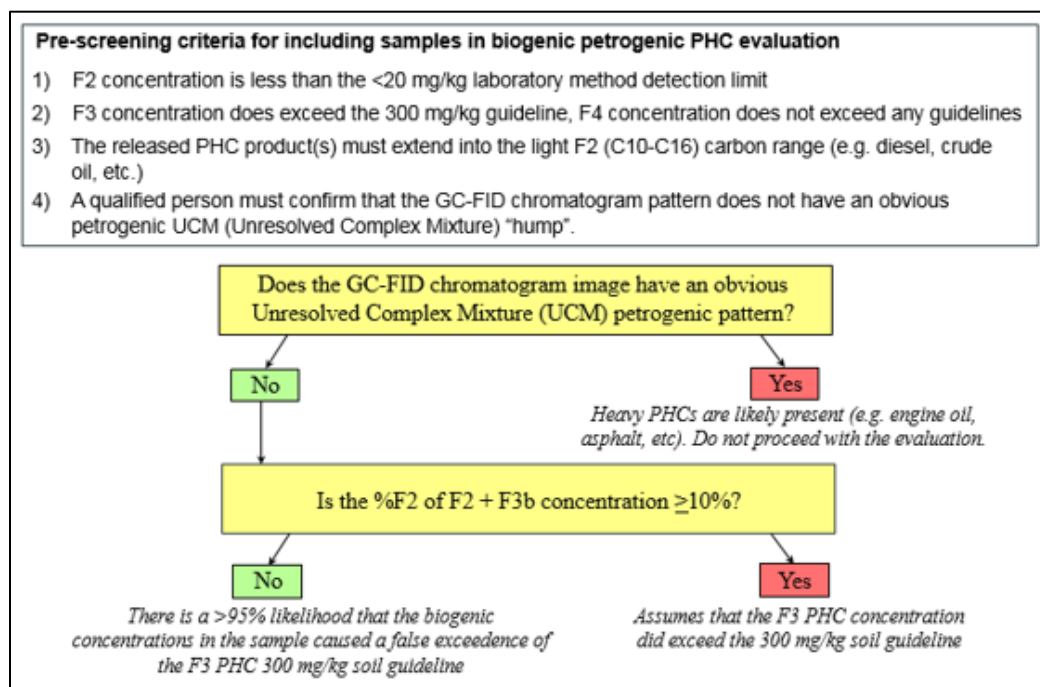 Pre-screening criteria for including samples in biogenic petrogenic PHC evaluation
1) F2 concentration is less than the <20 mg/kg laboratory method detection limit
2) F3 concentration does exceed the 300 mg/kg guideline, F4 concentration does not exceed any guidelines
3) The released PHC product(s) must extend into the light F2 (C10-C16) carbon range (e.g. diesel, crude
oil, etc.)
4) A qualified person must confirm that the GC-FID chromatogram pattern does not have an obvious
petrogenic UCM (Unresolved Complex Mixture) “hump”.
Does the GC-FID chromatogram image have an obvious
Unresolved Complex Mixture (UCM) petrogenic pattern?
No
Yes
Heavy PHCs are likely present (e.g. engine oil,
asphalt, etc). Do not proceed with the evaluation.
Is the %F2 of F2 + F3b concentration ≥10%?
No
Yes
There is a >95% likelihood that the biogenic
concentrations in the sample caused a false exceedence of
the F3 PHC 300 mg/kg soil guideline
Assumes that the F3 PHC concentration
did exceed the 300 mg/kg soil guideline